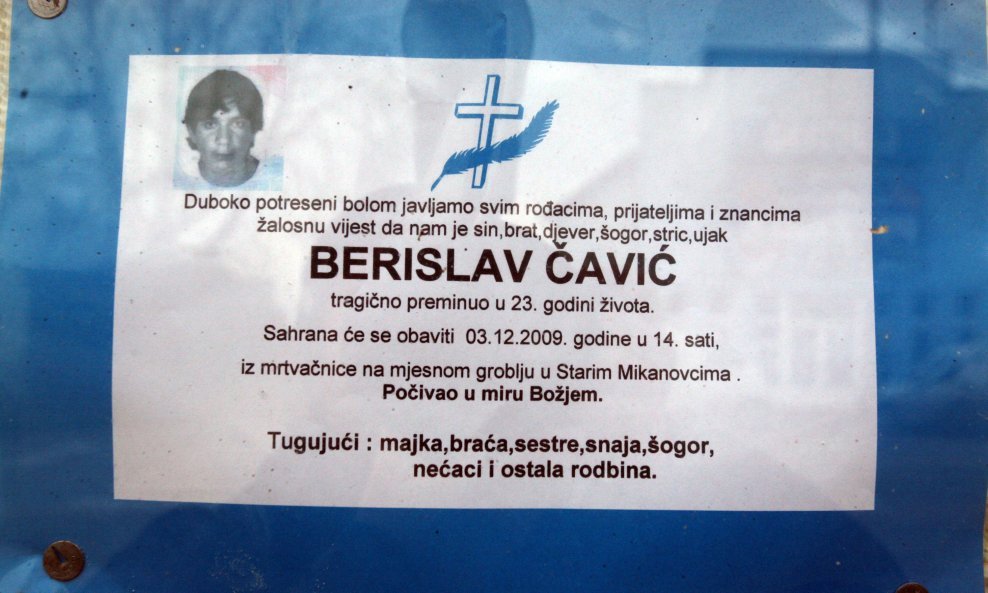 Duboko potreseni bolom javljamo svim rođacima, prijateljima i znancima
žalosnu vijest da nam je sin,brat,djever,šogor,stric,ujak
BERISLAV ČAVIĆ
tragično preminuo u 23. godini života.
Sahrana će se obaviti 03.12.2009. godine u 14. sati,
iz mrtvačnice na mjesnom groblju u Starim Mikanovcima .
Počivao u miru Božjem.
Tugujući : majka,braća,sestre,snaja,šogor,
nećaci i ostala rodbina.